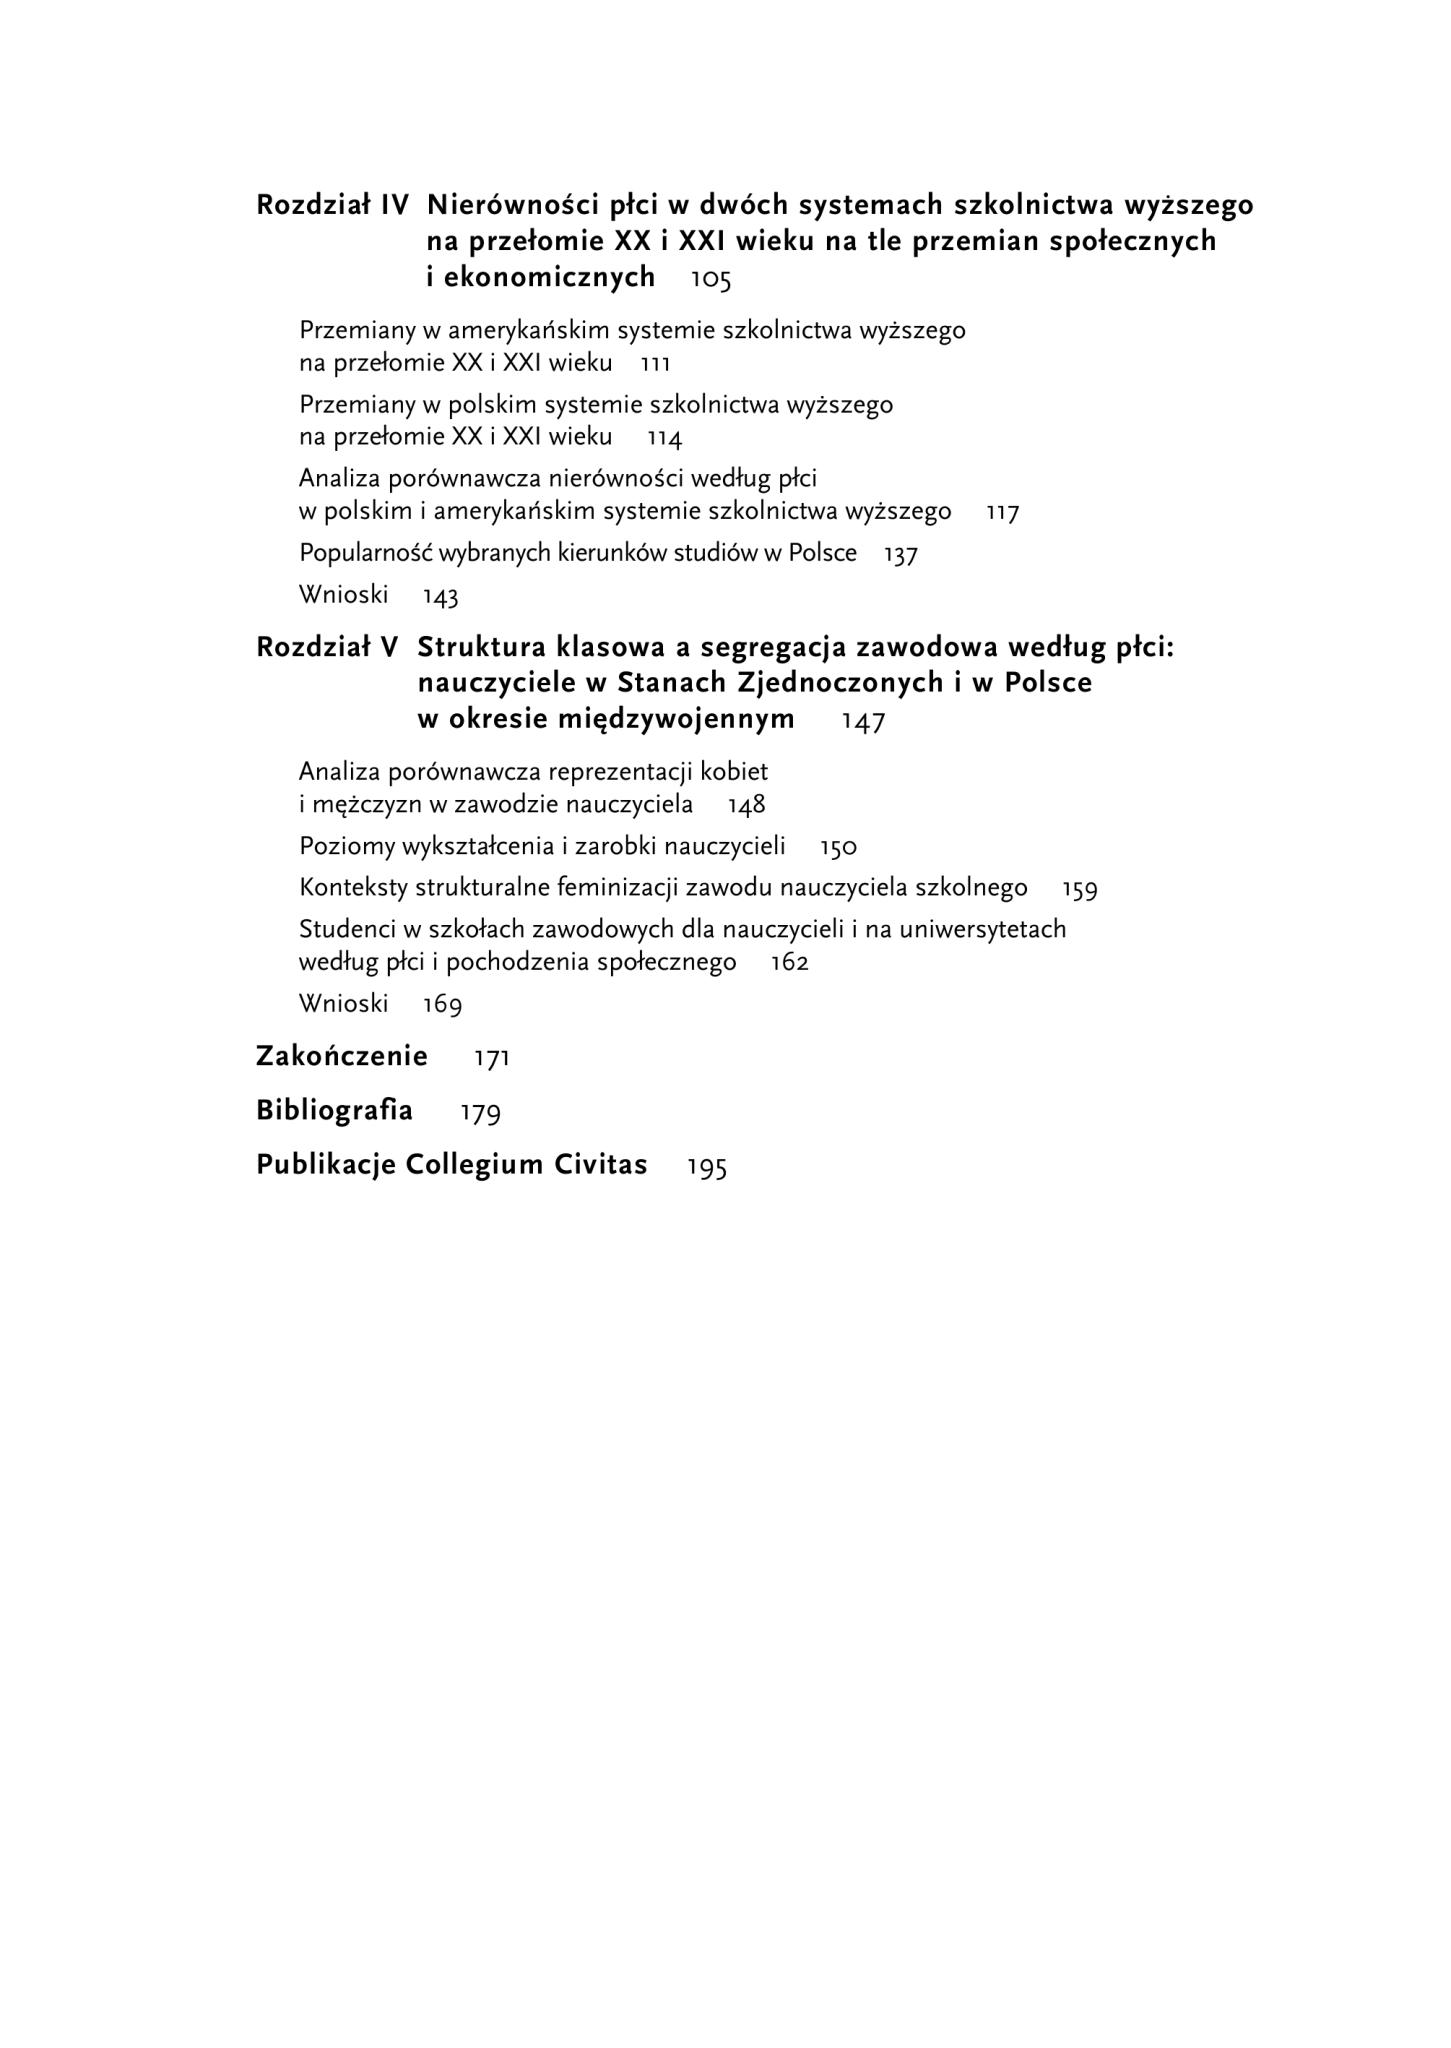 Rozdział IV Nierówności płci w dwóch systemach szkolnictwa wyższego
na przełomie XX i XXI wieku na tle przemian społecznych
i ekonomicznych 105
Przemiany w amerykańskim systemie szkolnictwa wyższego
na przełomie XX i XXI wieku 111
Przemiany w polskim systemie szkolnictwa wyższego
na przełomie XX i XXI wieku 114
Analiza porównawcza nierówności według płci
w polskim i amerykańskim systemie szkolnictwa wyższego 117
Popularność wybranych kierunków studiów w Polsce 137
Wnioski 143
Rozdział V Struktura klasowa a segregacja zawodowa według płci:
nauczyciele w Stanach Zjednoczonych i w Polsce
w okresie międzywojennym 147
Analiza porównawcza reprezentacji kobiet
i mężczyzn w zawodzie nauczyciela 148
Poziomy wykształcenia i zarobki nauczycieli 150
Konteksty strukturalne feminizacji zawodu nauczyciela szkolnego 159
Studenci w szkołach zawodowych dla nauczycieli i na uniwersytetach
według płci i pochodzenia społecznego 162
Wnioski 169
Zakończenie 171
Bibliografia 179
Publikacje Collegium Civitas 195